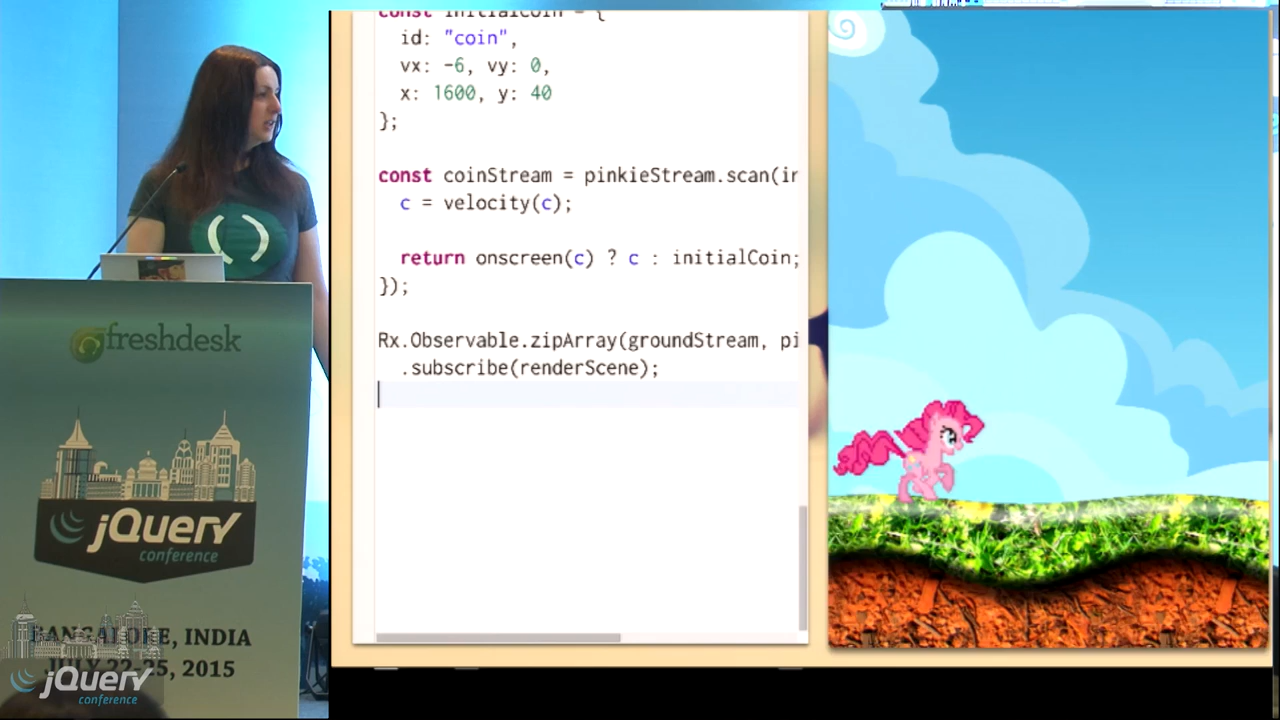 const initialCoin = {
id: "coin",
vx: -6, vy: 0,
x: 1600, y: 40
};
const coinStream = pinkieStream.scan(in
c = velocity(c);
return onscreen(c) ? c : initialCoin;
});
Rx.Observable.zipArray(groundStream, pi
.subscribe(renderScene);
freshdesk
jQuery
conference
BANGALORE, INDIA
JULY 22-25, 2015
jQuery
conference